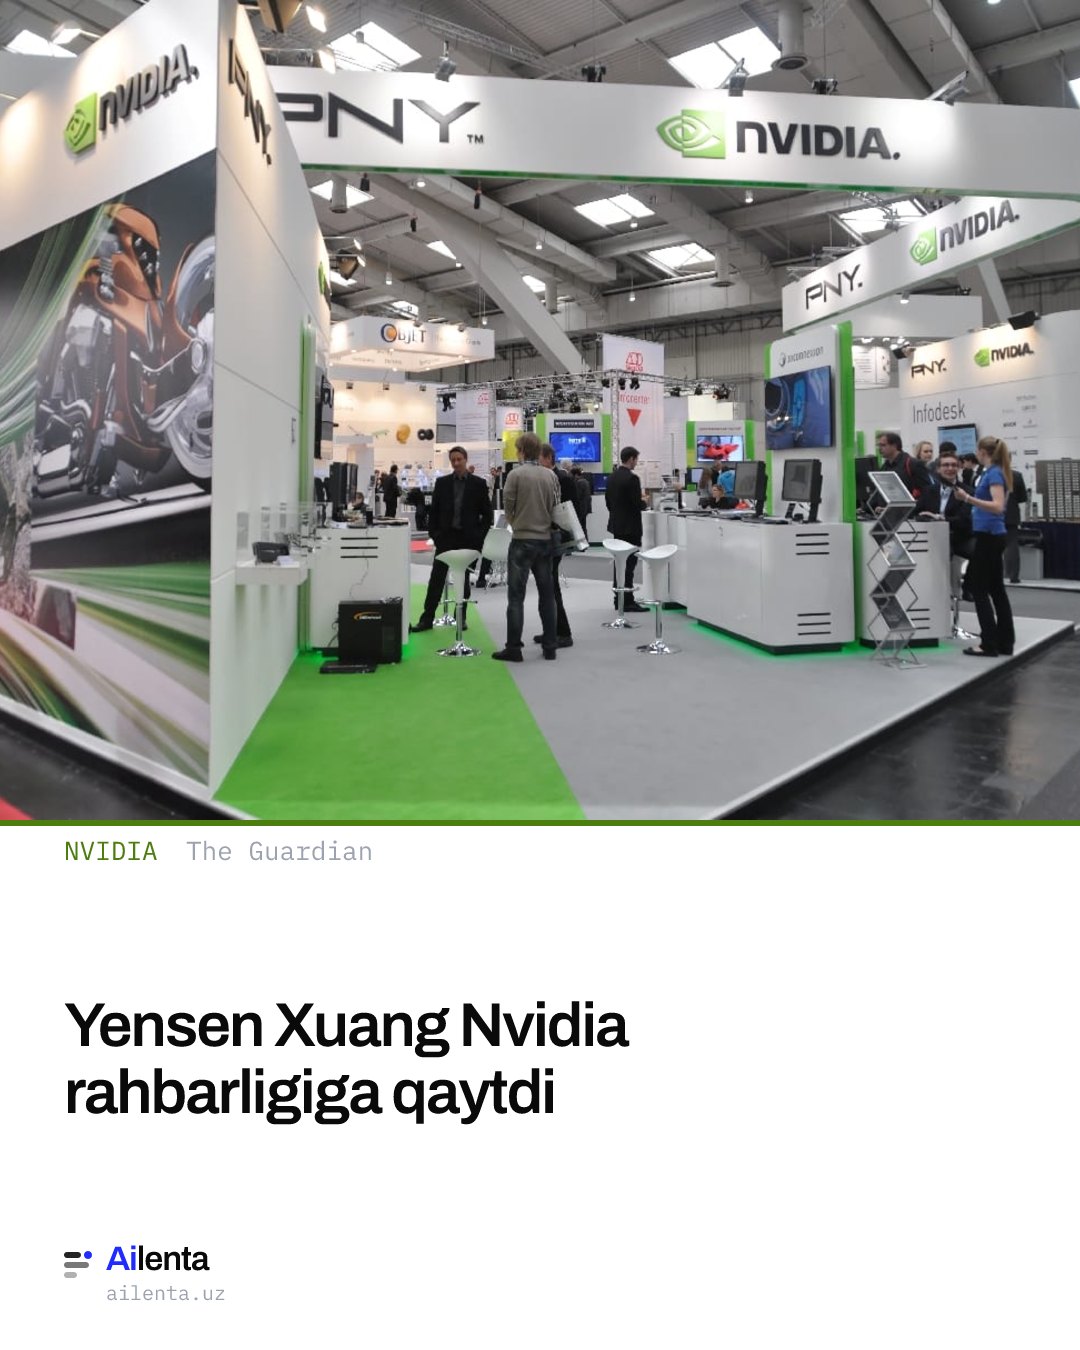 NVIDIA.
PNY.
PNY™
NVIDIA.
NVIDIA.
PNY.
PNY.
NVIDIA.
Infodesk
NVIDIA The Guardian
Yensen Xuang Nvidia
rahbarligiga qaytdi
Ailenta
ailenta.uz